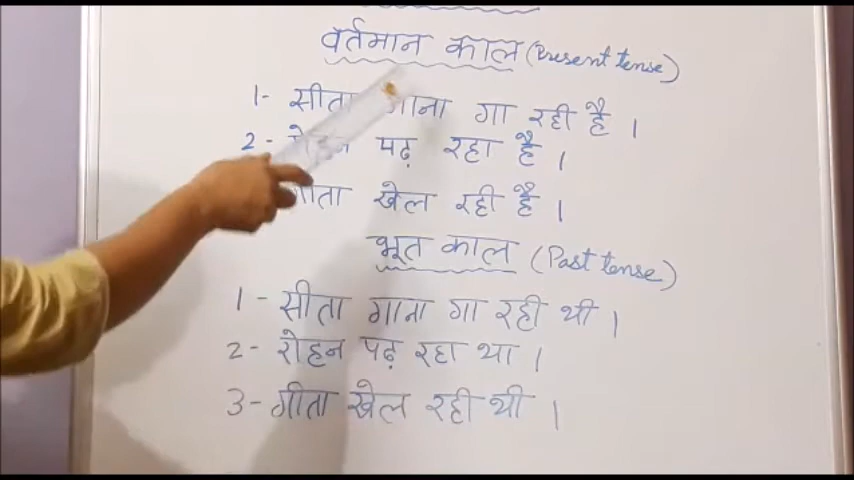 वर्तमान काल (Present tense)
1- सीता गाना गा रही है ।
2- रोहन पढ़ रहा है ।
गीता खेल रही है ।
भूत काल (Past tense)
1- सीता गाना गा रही थी ।
2- रोहन पढ़ रहा था ।
3- गीता खेल रही थी ।